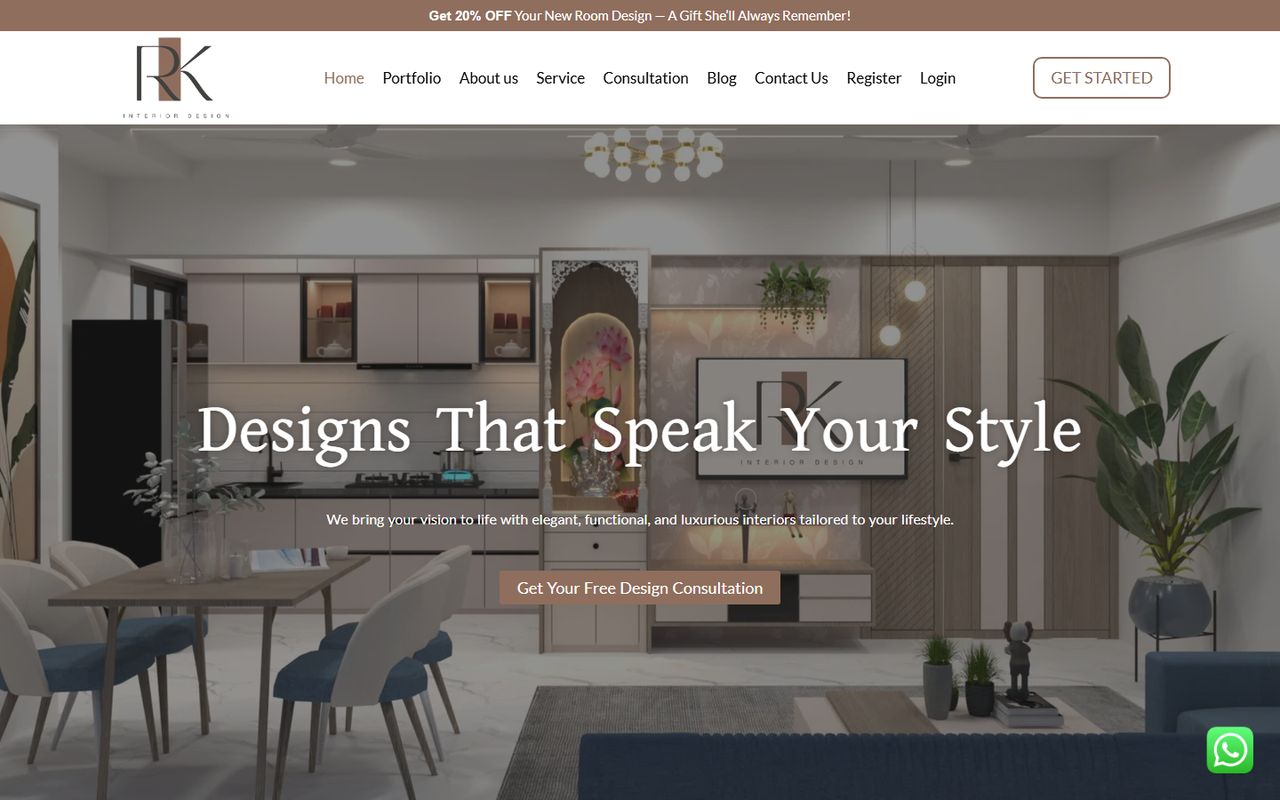 Get 20% OFF Your New Room Design — A Gift She'll Always Remember!
RK
INTERIOR DESIGN
Home Portfolio About us Service Consultation Blog Contact Us Register Login
GET STARTED
RK
INTERIOR DESIGN
Designs That Speak Your Style
We bring your vision to life with elegant, functional, and luxurious interiors tailored to your lifestyle.
Get Your Free Design Consultation